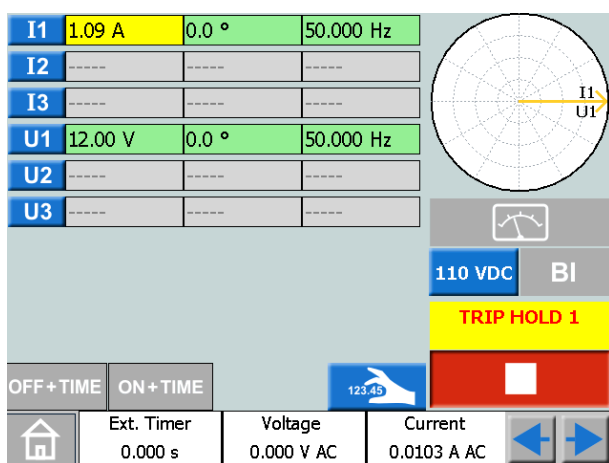 I1 1.09 A 0.0 ° 50.000 Hz
I2 ----- ----- -----
I3 ----- ----- -----
U1 12.00 V 0.0 ° 50.000 Hz
U2 ----- ----- -----
U3 ----- ----- -----
I1
U1
110 VDC BI
TRIP HOLD 1
OFF+TIME ON+TIME 123.45
Ext. Timer Voltage Current
0.000 s 0.000 V AC 0.0103 A AC